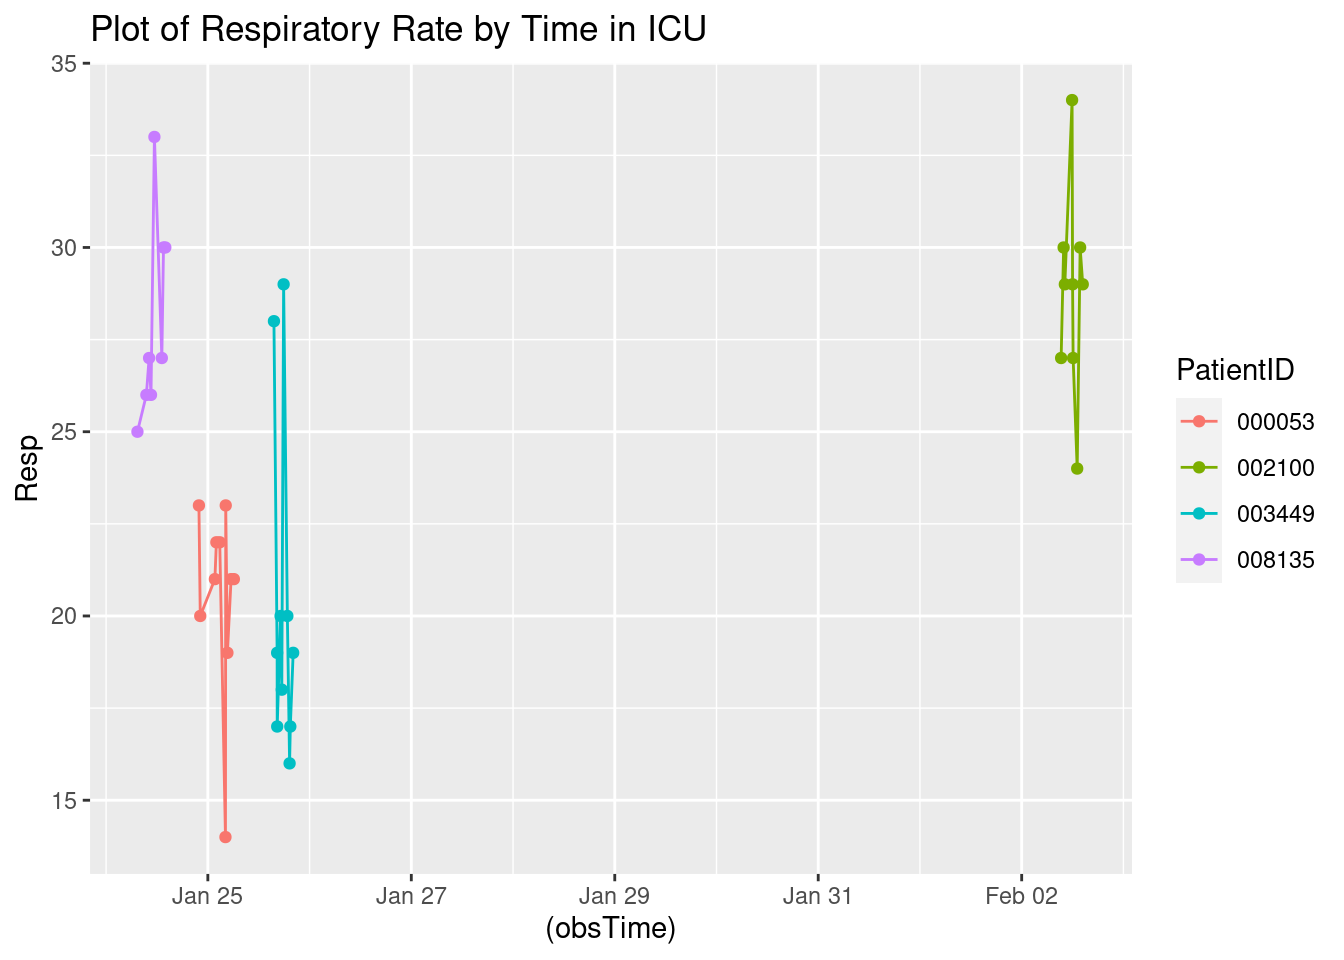 Plot of Respiratory Rate by Time in ICU
35
30
25
20
15
Resp
Jan 25
Jan 27
Jan 29
Jan 31
Feb 02
(obsTime)
PatientID
000053
002100
003449
008135